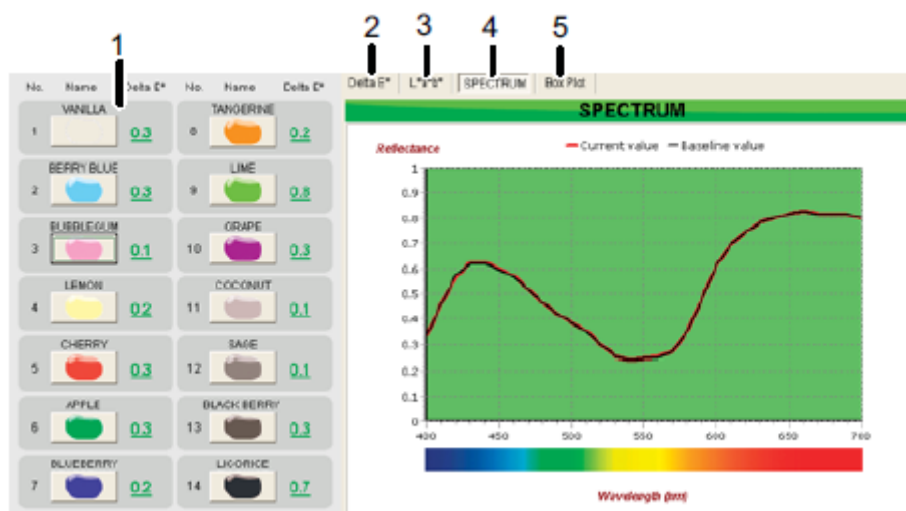 1
2 3 4 5
No. Name Delta E* No. Name Delta E*
Delta E* L*a*b* SPECTRUM Box Plot
SPECTRUM
VANILLA
1 0.3
TANGERINE
8 0.2
BERRY BLUE
2 0.3
LIME
9 0.8
BUBBLEGUM
3 0.1
GRAPE
10 0.3
LEMON
4 0.2
COCONUT
11 0.1
CHERRY
5 0.3
SAGE
12 0.1
APPLE
6 0.3
BLACK BERRY
13 0.3
BLUEBERRY
7 0.2
LICORICE
14 0.7
Reflectance
Current value Baseline value
1
0.9
0.8
0.7
0.6
0.5
0.4
0.3
0.2
0.1
0
400 450 500 550 600 650 700
Wavelength (nm)